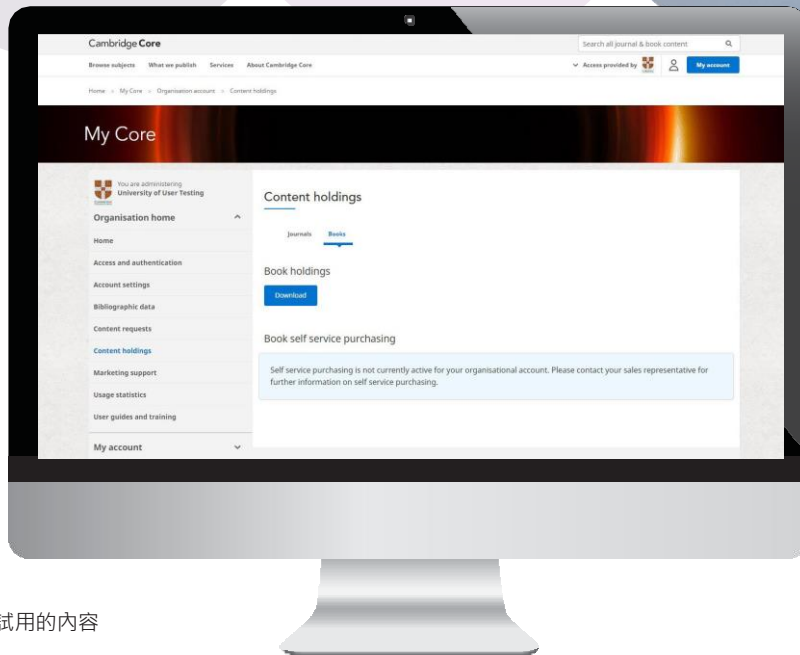 Cambridge Core
Search all journal & book content
Browse subjects What we publish Services About Cambridge Core
Access provided by
My account
Home > My Core > Organisation account > Content holdings
My Core
You are administering
University of User Testing
Organisation home
Home
Access and authentication
Account settings
Bibliographic data
Content requests
Content holdings
Marketing support
Usage statistics
User guides and training
My account
Content holdings
Journals Books
Book holdings
Download
Book self service purchasing
Self service purchasing is not currently active for your organisational account. Please contact your sales representative for
further information on self service purchasing.
試用的內容